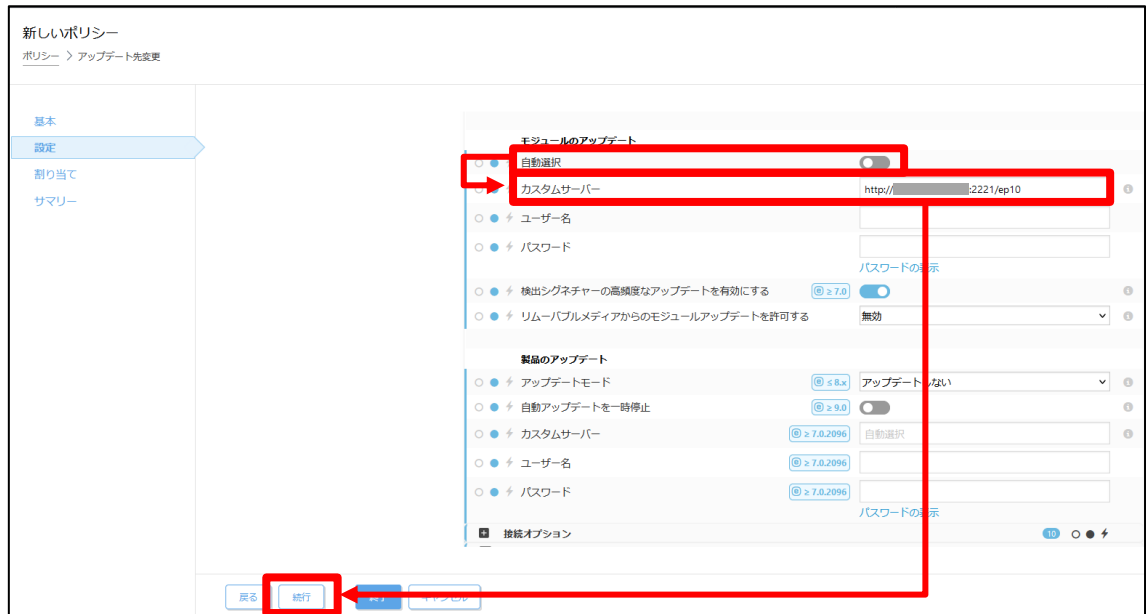 新しいポリシー
ポリシー > アップデート先変更
基本
設定
割り当て
サマリー
モジュールのアップデート
自動選択
カスタムサーバー http:// :2221/ep10
ユーザー名
パスワード
パスワードの表示
検出シグネチャーの高頻度なアップデートを有効にする ≥ 7.0
リムーバブルメディアからのモジュールアップデートを許可する 無効
製品のアップデート
アップデートモード ≤ 8.x アップデートしない
自動アップデートを一時停止 ≥ 9.0
カスタムサーバー ≥ 7.0.2096 自動選択
ユーザー名 ≥ 7.0.2096
パスワード ≥ 7.0.2096
パスワードの表示
接続オプション 10
戻る 続行 終了 キャンセル